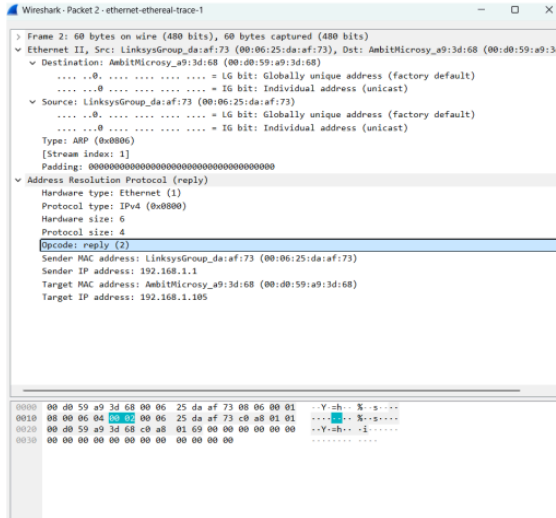 Wireshark · Packet 2 · ethernet-ethereal-trace-1
Frame 2: 60 bytes on wire (480 bits), 60 bytes captured (480 bits)
Ethernet II, Src: LinksysGroup_da:af:73 (00:06:25:da:af:73), Dst: AmbitMicrosy_a9:3d:68 (00:d0:59:a9:3d
Destination: AmbitMicrosy_a9:3d:68 (00:d0:59:a9:3d:68)
.... ..0. .... .... .... .... = LG bit: Globally unique address (factory default)
.... ...0 .... .... .... .... = IG bit: Individual address (unicast)
Source: LinksysGroup_da:af:73 (00:06:25:da:af:73)
.... ..0. .... .... .... .... = LG bit: Globally unique address (factory default)
.... ...0 .... .... .... .... = IG bit: Individual address (unicast)
Type: ARP (0x0806)
[Stream index: 1]
Padding: 000000000000000000000000000000000000
Address Resolution Protocol (reply)
Hardware type: Ethernet (1)
Protocol type: IPv4 (0x0800)
Hardware size: 6
Protocol size: 4
Opcode: reply (2)
Sender MAC address: LinksysGroup_da:af:73 (00:06:25:da:af:73)
Sender IP address: 192.168.1.1
Target MAC address: AmbitMicrosy_a9:3d:68 (00:d0:59:a9:3d:68)
Target IP address: 192.168.1.105
0000 00 d0 59 a9 3d 68 00 06 25 da af 73 08 06 00 01 ··Y·=h·· %··s····
0010 08 00 06 04 00 02 00 06 25 da af 73 c0 a8 01 01 ········ %··s····
0020 00 d0 59 a9 3d 68 c0 a8 01 69 00 00 00 00 00 00 ··Y·=h·· ·i······
0030 00 00 00 00 00 00 00 00 00 00 00 00 ········ ····